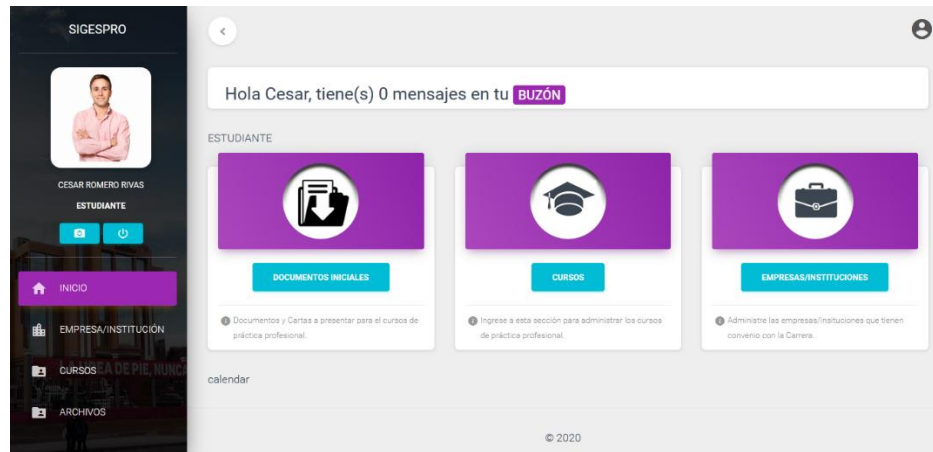 SIGESPRO
CESAR ROMERO RIVAS
ESTUDIANTE
INICIO
EMPRESA/INSTITUCIÓN
CURSOS
ARCHIVOS
Hola Cesar, tiene(s) 0 mensajes en tu BUZÓN
ESTUDIANTE
DOCUMENTOS INICIALES
Documentos y Cartas a presentar para el cursos de
práctica profesional.
CURSOS
Ingrese a esta sección para administrar los cursos
de práctica profesional.
EMPRESAS/INSTITUCIONES
Administre las empresas/insituciones que tienen
convenio con la Carrera.
calendar
© 2020